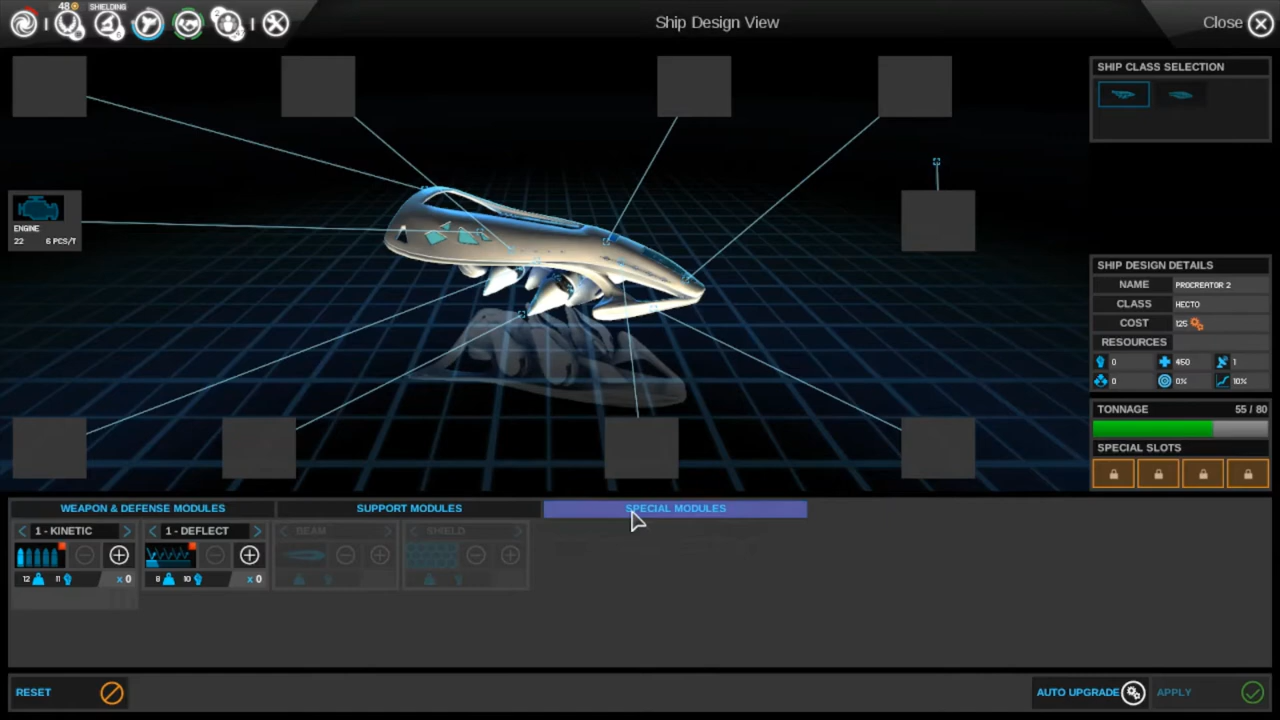 48
SHIELDING
Ship Design View
Close
SHIP CLASS SELECTION
ENGINE
22 6 PCS/T
SHIP DESIGN DETAILS
NAME PROCREATOR 2
CLASS HECTO
COST 125
RESOURCES
0 450 1
0 0% 10%
TONNAGE 55 / 80
SPECIAL SLOTS
WEAPON & DEFENSE MODULES SUPPORT MODULES SPECIAL MODULES
1 - KINETIC 1 - DEFLECT BEAM SHIELD
12 11 x 0 8 10 x 0
RESET AUTO UPGRADE APPLY